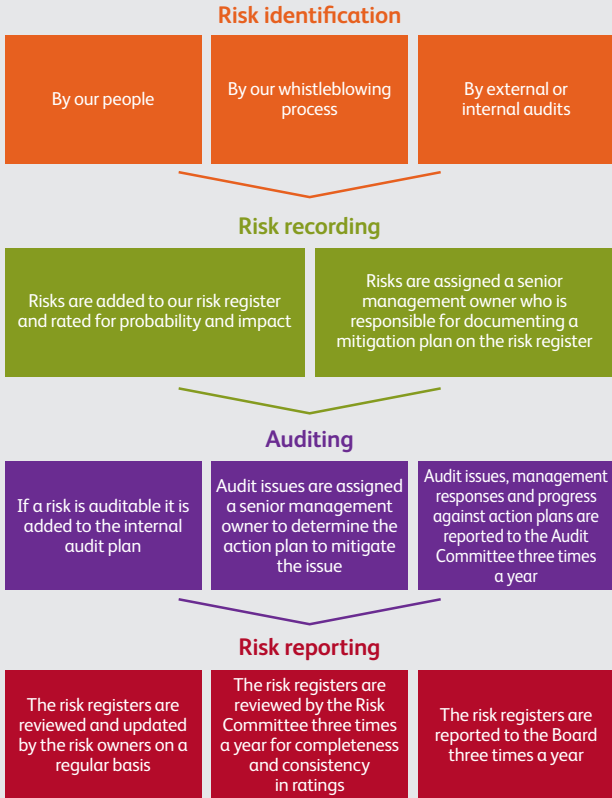 Risk identification
By our people
By our whistleblowing
process
By external or
internal audits
Risk recording
Risks are added to our risk register
and rated for probability and impact
Risks are assigned a senior
management owner who is
responsible for documenting a
mitigation plan on the risk register
Auditing
If a risk is auditable it is
added to the internal
audit plan
Audit issues are assigned
a senior management
owner to determine the
action plan to mitigate
the issue
Audit issues, management
responses and progress
against action plans are
reported to the Audit
Committee three times
a year
Risk reporting
The risk registers are
reviewed and updated
by the risk owners on a
regular basis
The risk registers are
reviewed by the Risk
Committee three times
a year for completeness
and consistency
in ratings
The risk registers are
reported to the Board
three times a year